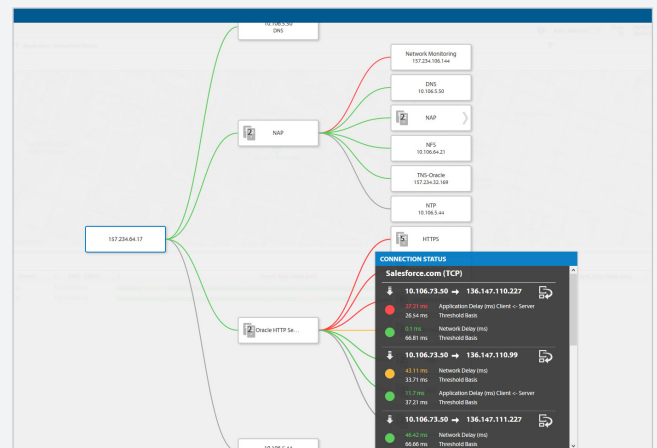 10.106.5.50
DNS
Network Monitoring
157.234.106.144
DNS
10.106.5.50
2
NAP
2
NAP
NFS
10.106.64.21
TNS-Oracle
157.234.32.169
NTP
10.106.5.44
157.234.64.17
5
HTTPS
2
Oracle HTTP Se...
CONNECTION STATUS
Salesforce.com (TCP)
10.106.73.50 → 136.147.110.227
27.21 ms Application Delay (ms) Client <- Server
26.54 ms Threshold Basis
0.1 ms Network Delay (ms)
66.81 ms Threshold Basis
10.106.73.50 → 136.147.110.99
43.11 ms Network Delay (ms)
33.71 ms Threshold Basis
11.7 ms Application Delay (ms) Client <- Server
37.21 ms Threshold Basis
10.106.73.50 → 136.147.111.227
46.42 ms Network Delay (ms)
66.66 ms Threshold Basis
10.106.5.44